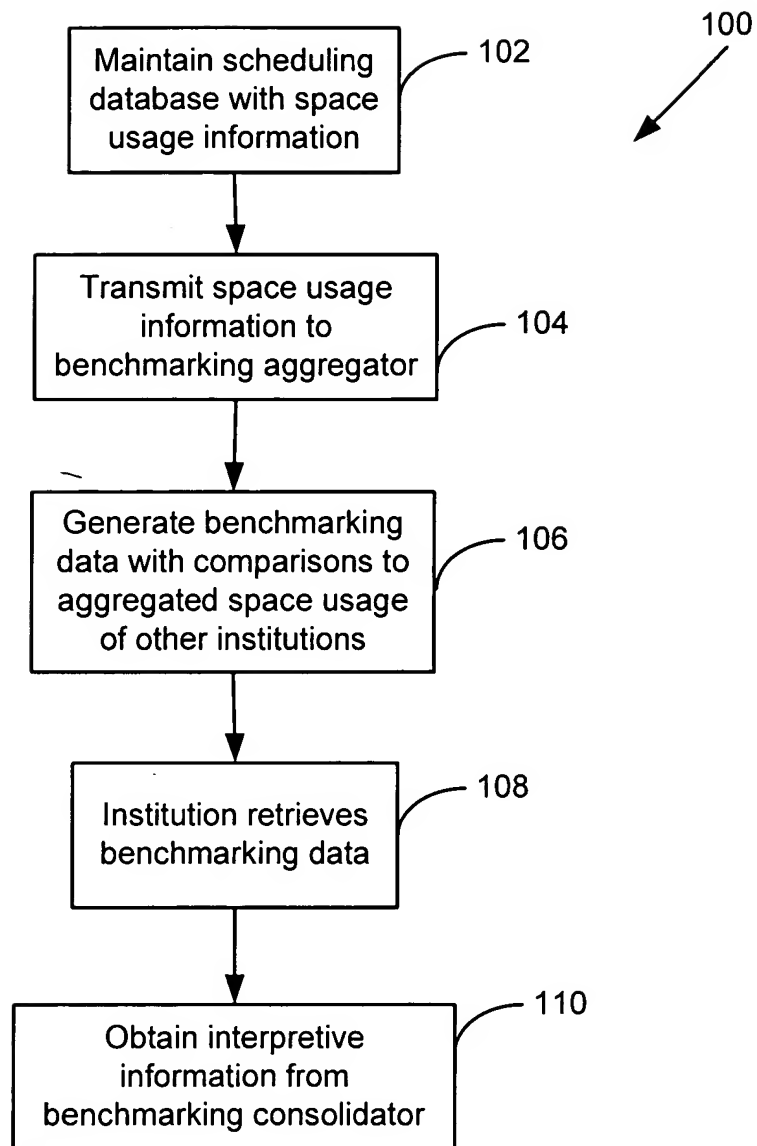 100
Maintain scheduling
database with space
usage information
102
Transmit space usage
information to
benchmarking aggregator
104
Generate benchmarking
data with comparisons to
aggregated space usage
of other institutions
106
Institution retrieves
benchmarking data
108
Obtain interpretive
information from
benchmarking consolidator
110